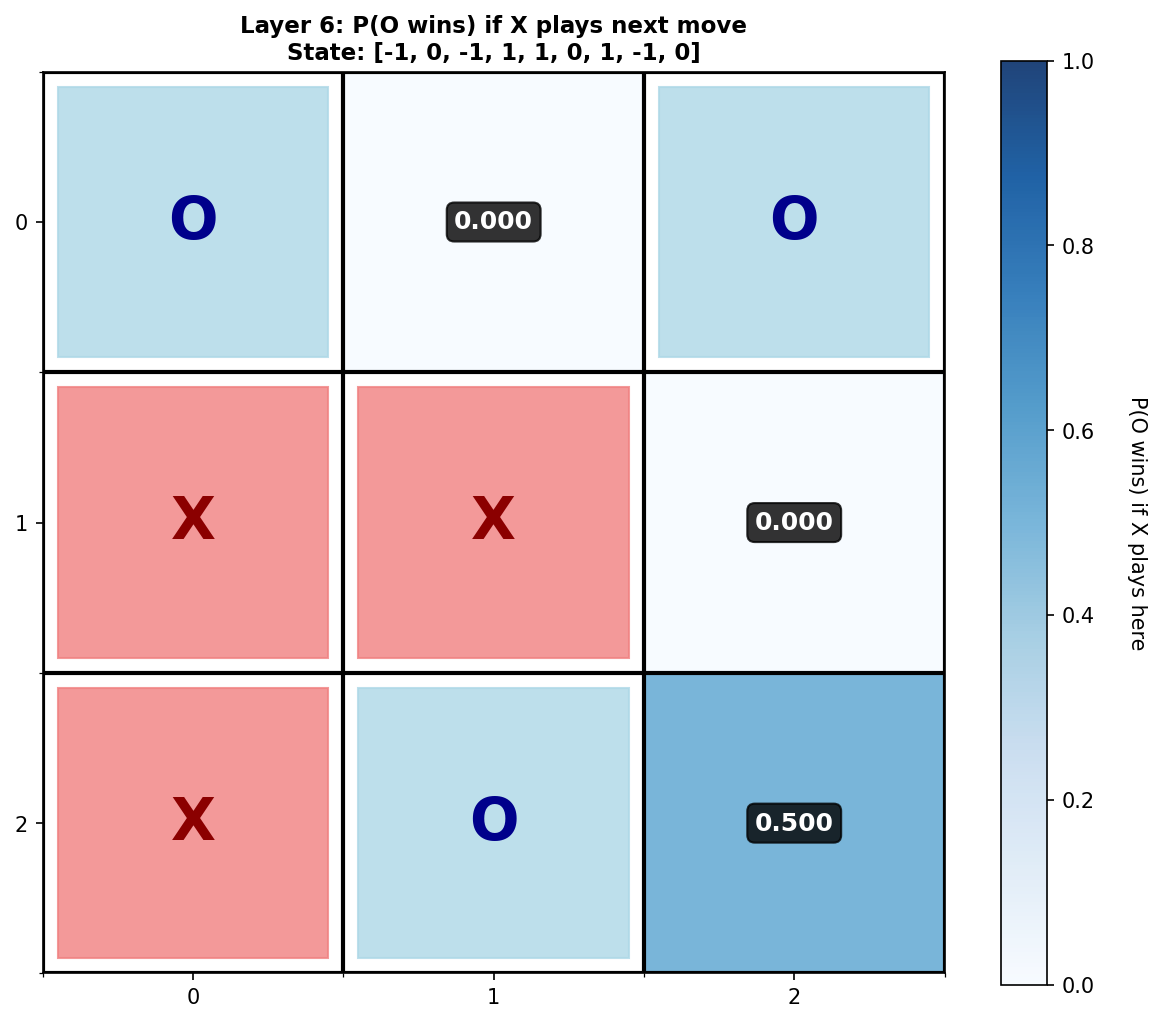 Layer 6: P(O wins) if X plays next move
State: [-1, 0, -1, 1, 1, 0, 1, -1, 0]
0
O
0.000
O
1
X
X
0.000
2
X
O
0.500
0
1
2
1.0
0.8
0.6
0.4
0.2
0.0
P(O wins) if X plays here